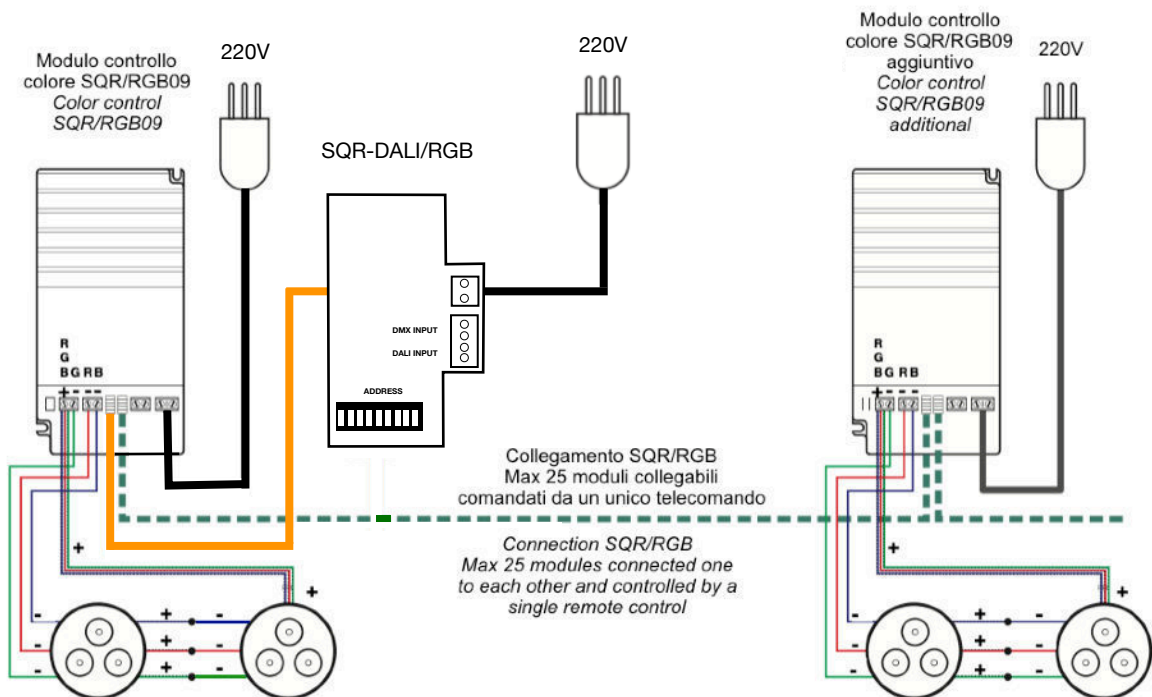 Modulo controllo
colore SQR/RGB09
Color control
SQR/RGB09
220V
SQR-DALI/RGB
220V
Modulo controllo
colore SQR/RGB09
aggiuntivo
Color control
SQR/RGB09
additional
220V
DMX INPUT
DALI INPUT
ADDRESS
R
G
B G R B
+ - - -
R
G
B G R B
+ - - -
Collegamento SQR/RGB
Max 25 moduli collegabili
comandati da un unico telecomando
Connection SQR/RGB
Max 25 modules connected one
to each other and controlled by a
single remote control
+
+
- + -
- + -
- + -
+
+
- + -
- + -
- + -